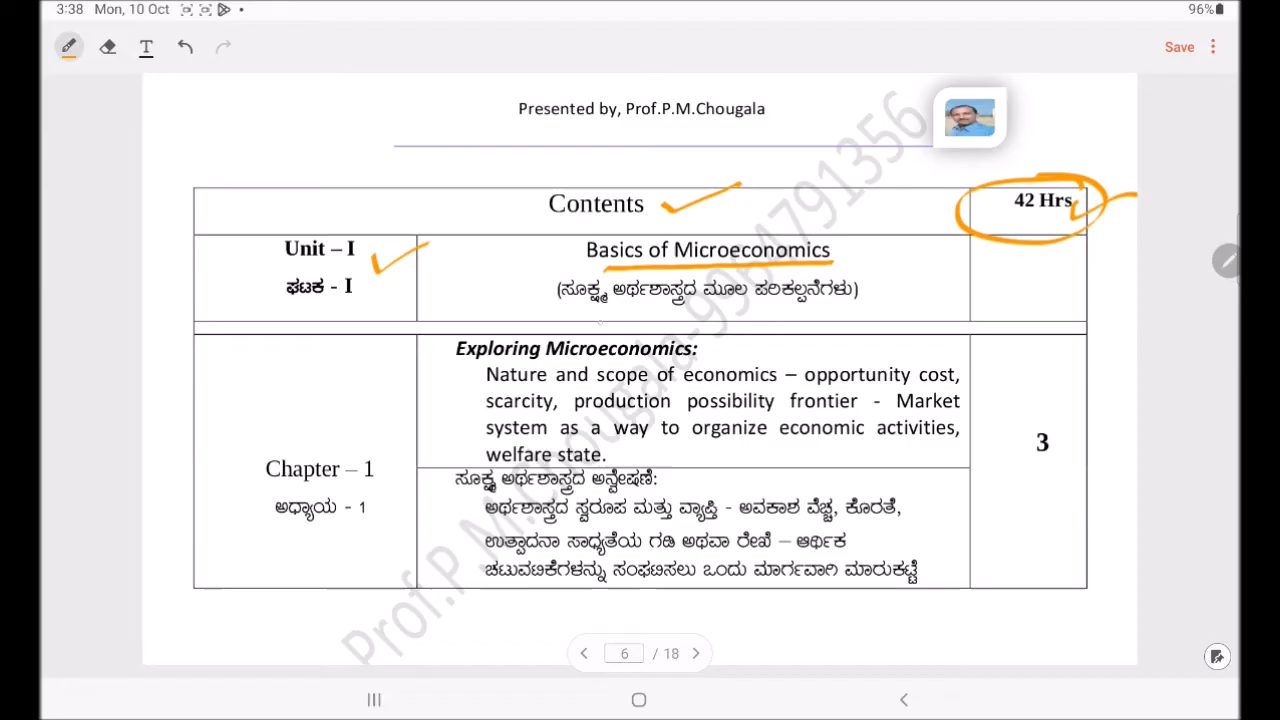 3:38 Mon, 10 Oct
96%
T
Save
Presented by, Prof.P.M.Chougala
Contents
42 Hrs
Unit – I
ಘಟಕ - I
Basics of Microeconomics
(ಸೂಕ್ಷ್ಮ ಅರ್ಥಶಾಸ್ತ್ರದ ಮೂಲ ಪರಿಕಲ್ಪನೆಗಳು)
Chapter – 1
ಅಧ್ಯಾಯ - 1
Exploring Microeconomics:
Nature and scope of economics – opportunity cost,
scarcity, production possibility frontier - Market
system as a way to organize economic activities,
welfare state.
ಸೂಕ್ಷ್ಮ ಅರ್ಥಶಾಸ್ತ್ರದ ಅನ್ವೇಷಣೆ:
ಅರ್ಥಶಾಸ್ತ್ರದ ಸ್ವರೂಪ ಮತ್ತು ವ್ಯಾಪ್ತಿ - ಅವಕಾಶ ವೆಚ್ಚ, ಕೊರತೆ,
ಉತ್ಪಾದನಾ ಸಾಧ್ಯತೆಯ ಗಡಿ ಅಥವಾ ರೇಖೆ – ಆರ್ಥಿಕ
ಚಟುವಟಿಕೆಗಳನ್ನು ಸಂಘಟಿಸಲು ಒಂದು ಮಾರ್ಗವಾಗಿ ಮಾರುಕಟ್ಟೆ
3
Prof.P.M.Chougala-9964791356
6 / 18